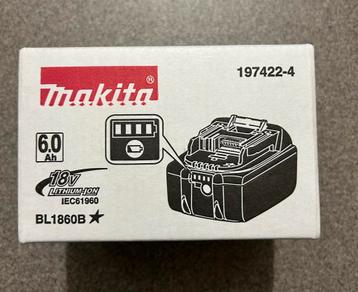 makita®
197422-4
6.0
Ah
18V
LITHIUM-ION
IEC61960
BL1860B ★